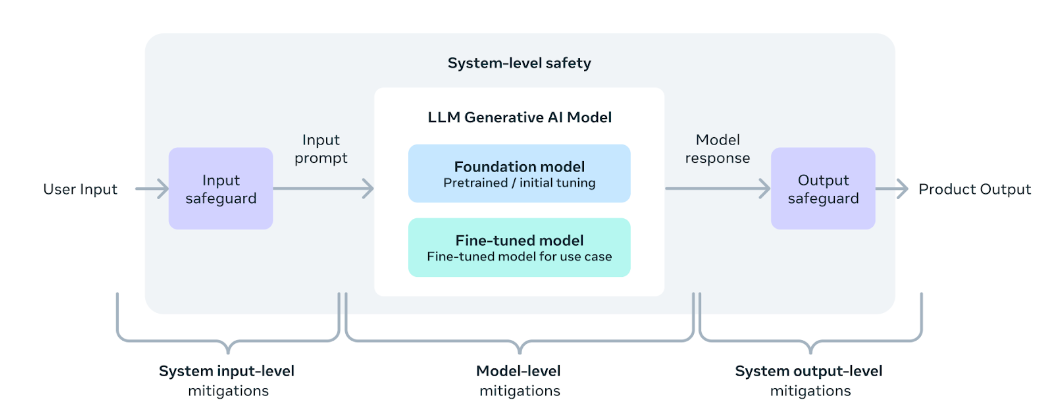 System-level safety
LLM Generative AI Model
Input
prompt
Model
response
Foundation model
Pretrained / initial tuning
User Input
Input
safeguard
Output
safeguard
Product Output
Fine-tuned model
Fine-tuned model for use case
System input-level
mitigations
Model-level
mitigations
System output-level
mitigations